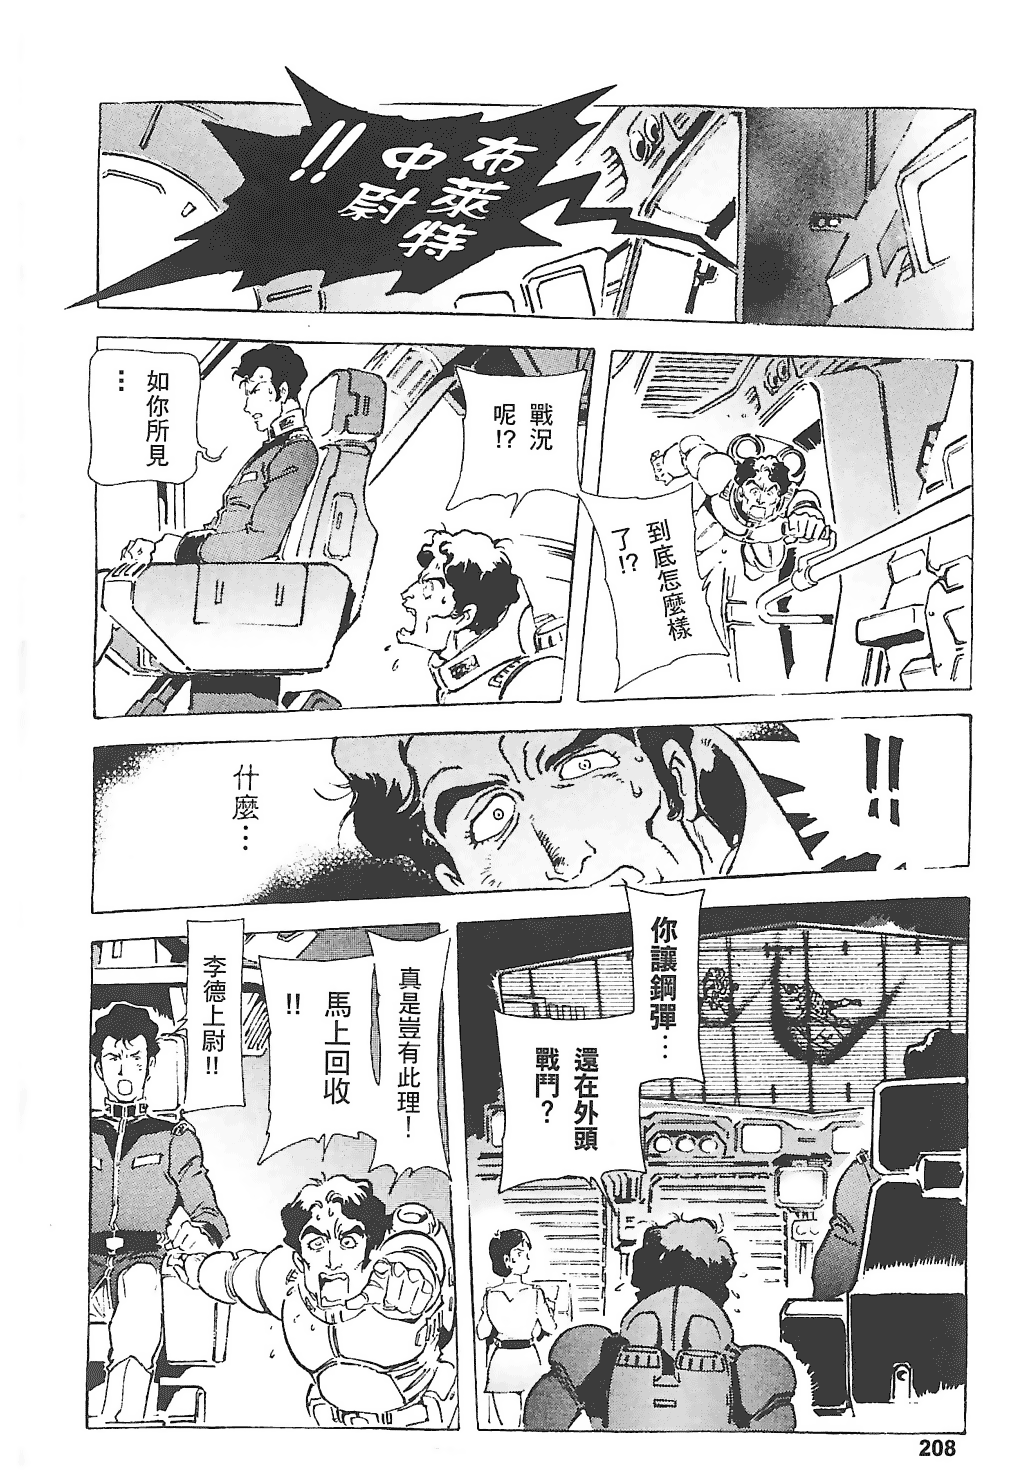 布萊特
中尉
!!
到底怎麼樣
了!?
戰況
呢!?
如你所見
…
!!
什麼…
你讓鋼彈…
還在外頭
戰鬥?
真是豈有此理!
馬上回收
!!
李德上尉!!
208